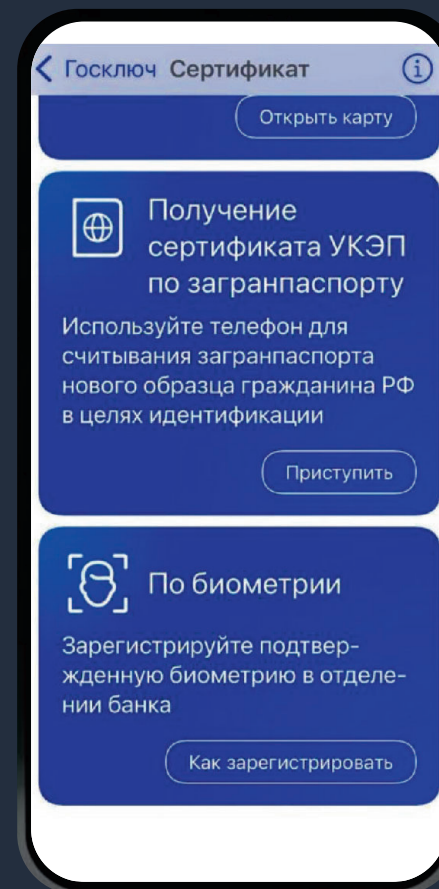 Госключ Сертификат
Открыть карту
Получение
сертификата УКЭП
по загранпаспорту
Используйте телефон для
считывания загранпаспорта
нового образца гражданина РФ
в целях идентификации
Приступить
По биометрии
Зарегистрируйте подтвер-
жденную биометрию в отделе-
нии банка
Как зарегистрировать